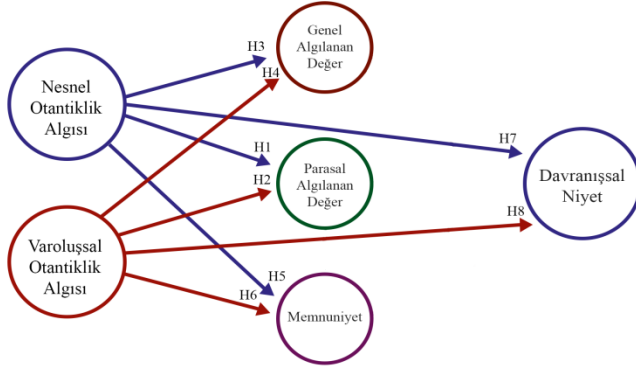 Genel
Algılanan
Değer
H3
H4
Nesnel
Otantiklik
Algısı
H7
H1
H2
Parasal
Algılanan
Değer
Davranışsal
Niyet
H8
Varoluşsal
Otantiklik
Algısı
H5
H6
Memnuniyet